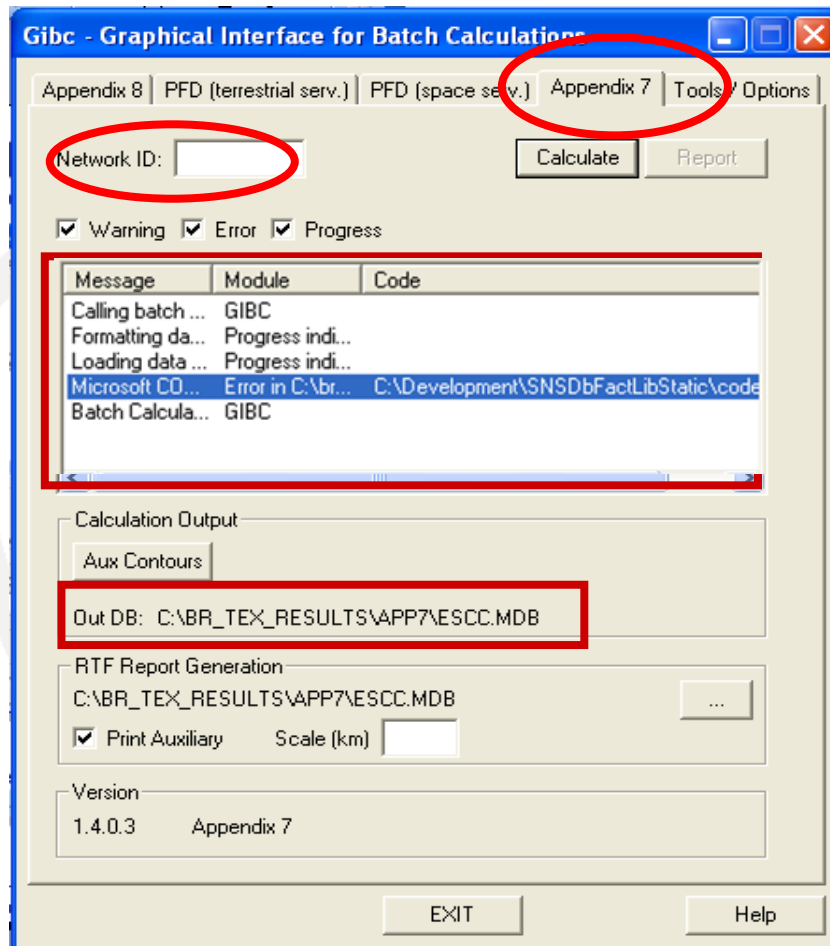 Gibc - Graphical Interface for Batch Calculations
Appendix 8 PFD (terrestrial serv.) PFD (space serv.) Appendix 7 Tools / Options
Network ID: Calculate Report
Warning Error Progress
Message Module Code
Calling batch ... GIBC
Formatting da... Progress indi...
Loading data ... Progress indi...
Microsoft CO... Error in C:\br... C:\Development\SNSDbFactLibStatic\code
Batch Calcula... GIBC
Calculation Output
Aux Contours
Out DB: C:\BR_TEX_RESULTS\APP7\ESCC.MDB
RTF Report Generation
C:\BR_TEX_RESULTS\APP7\ESCC.MDB ...
Print Auxiliary Scale (km)
Version
1.4.0.3 Appendix 7
EXIT Help